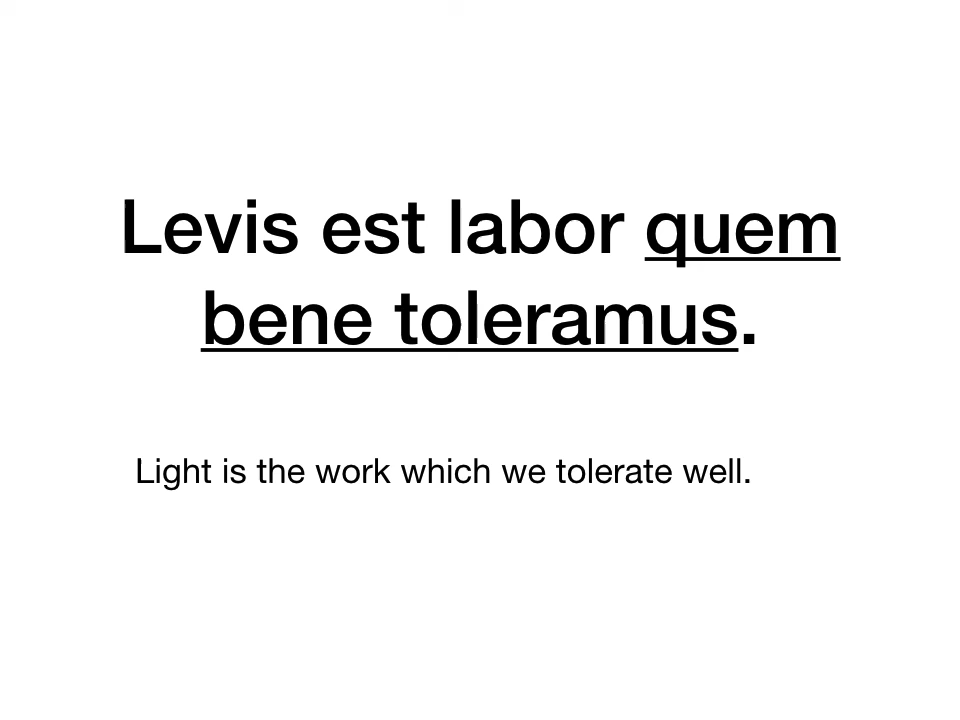 Levis est labor quem
bene toleramus.
Light is the work which we tolerate well.